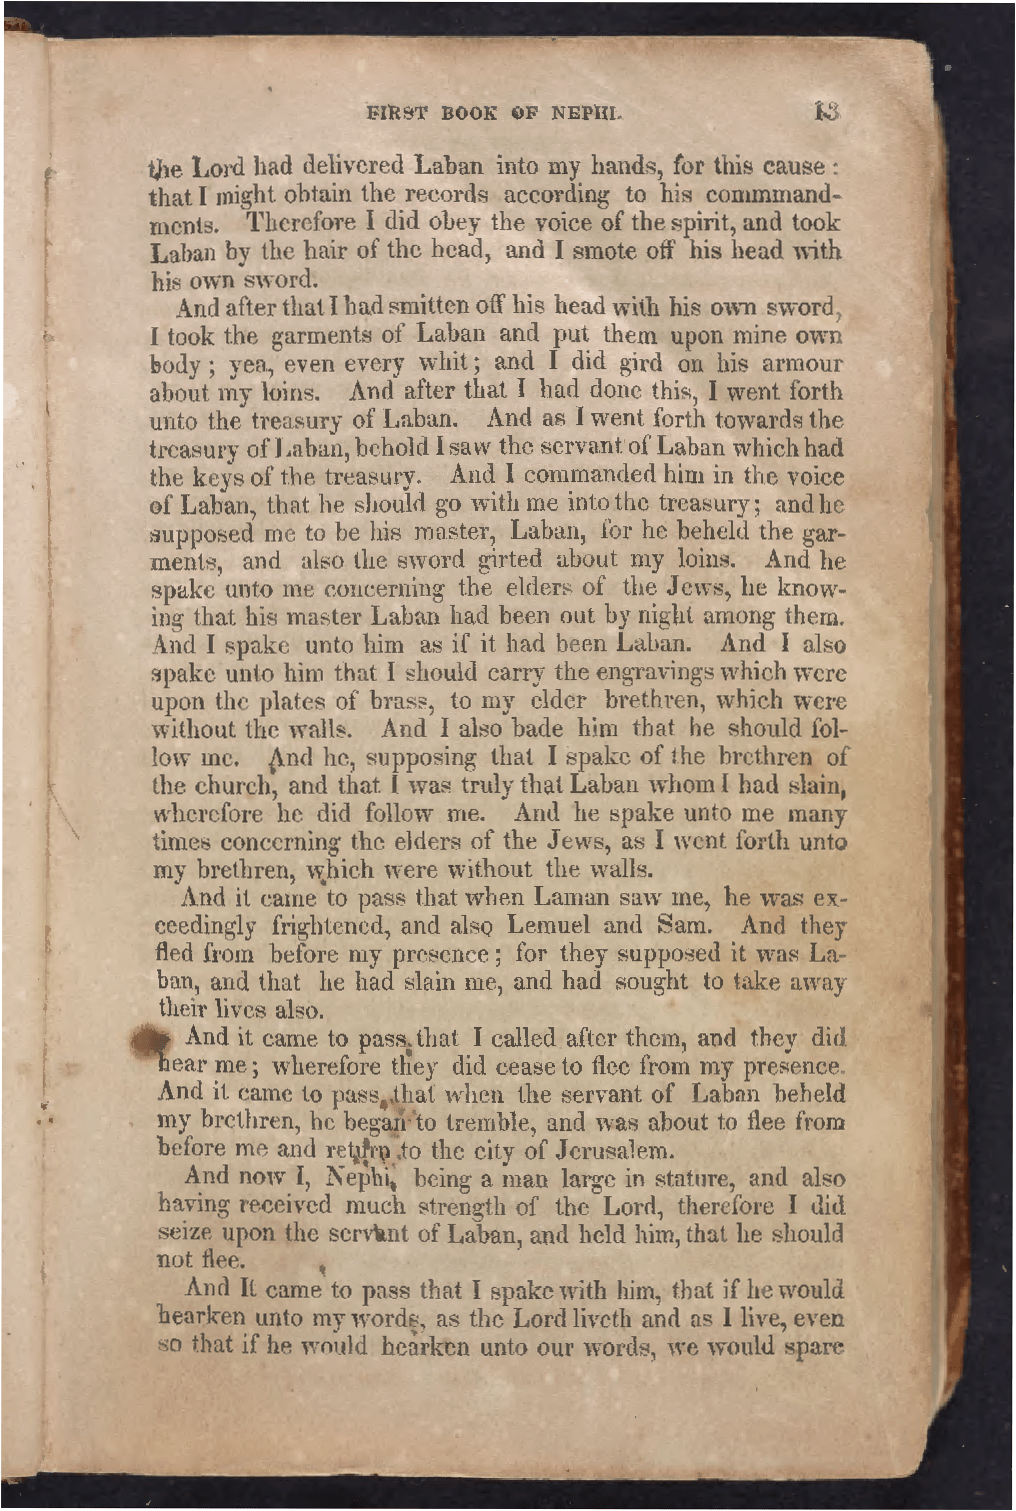 FIRST BOOK OF NEPHI. 13
the Lord had delivered Laban into my hands, for this cause :
that I might obtain the records according to his commmand-
ments. Therefore I did obey the voice of the spirit, and took
Laban by the hair of the head, and I smote off his head with
his own sword.
And after that I had smitten off his head with his own sword,
I took the garments of Laban and put them upon mine own
body ; yea, even every whit ; and I did gird on his armour
about my loins. And after that I had done this, I went forth
unto the treasury of Laban. And as I went forth towards the
treasury of Laban, behold I saw the servant of Laban which had
the keys of the treasury. And I commanded him in the voice
of Laban, that he should go with me into the treasury ; and he
supposed me to be his master, Laban, for he beheld the gar-
ments, and also the sword girted about my loins. And he
spake unto me concerning the elders of the Jews, he know-
ing that his master Laban had been out by night among them.
And I spake unto him as if it had been Laban. And I also
spake unto him that I should carry the engravings which were
upon the plates of brass, to my elder brethren, which were
without the walls. And I also bade him that he should fol-
low me. And he, supposing that I spake of the brethren of
the church, and that I was truly that Laban whom I had slain,
wherefore he did follow me. And he spake unto me many
times concerning the elders of the Jews, as I went forth unto
my brethren, which were without the walls.
And it came to pass that when Laman saw me, he was ex-
ceedingly frightened, and also Lemuel and Sam. And they
fled from before my presence ; for they supposed it was La-
ban, and that he had slain me, and had sought to take away
their lives also.
And it came to pass, that I called after them, and they did
hear me ; wherefore they did cease to flee from my presence.
And it came to pass, that when the servant of Laban beheld
my brethren, he began to tremble, and was about to flee from
before me and return to the city of Jerusalem.
And now I, Nephi, being a man large in stature, and also
having received much strength of the Lord, therefore I did
seize upon the servant of Laban, and held him, that he should
not flee.
And It came to pass that I spake with him, that if he would
hearken unto my words, as the Lord liveth and as I live, even
so that if he would hearken unto our words, we would spare